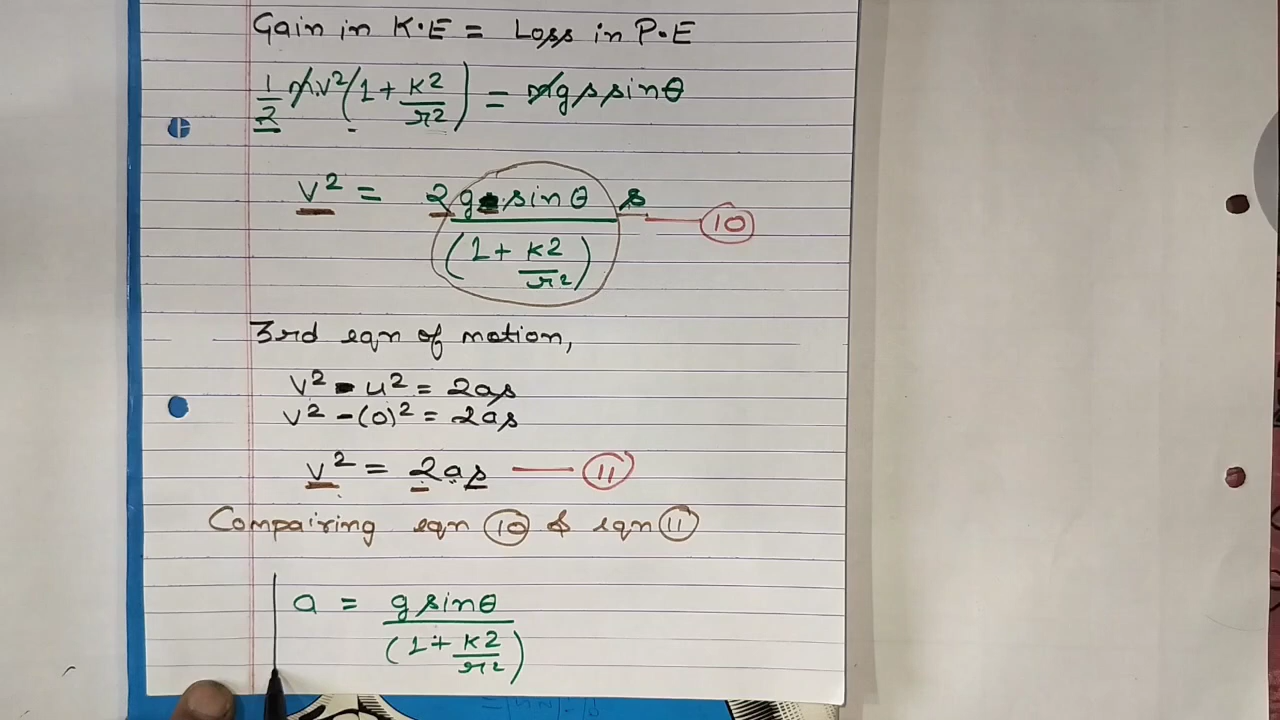 Gain in K·E = Loss in P·E
1/2 mv²(1 + K²/r²) = mg s sinθ
v² = 2 g sinθ / (1 + K²/r²) s — 10
3rd eqn of motion,
v² - u² = 2as
v² - (0)² = 2as
v² = 2as — 11
Compairing eqn 10 & eqn 11
a = g sinθ / (1 + K²/r²)